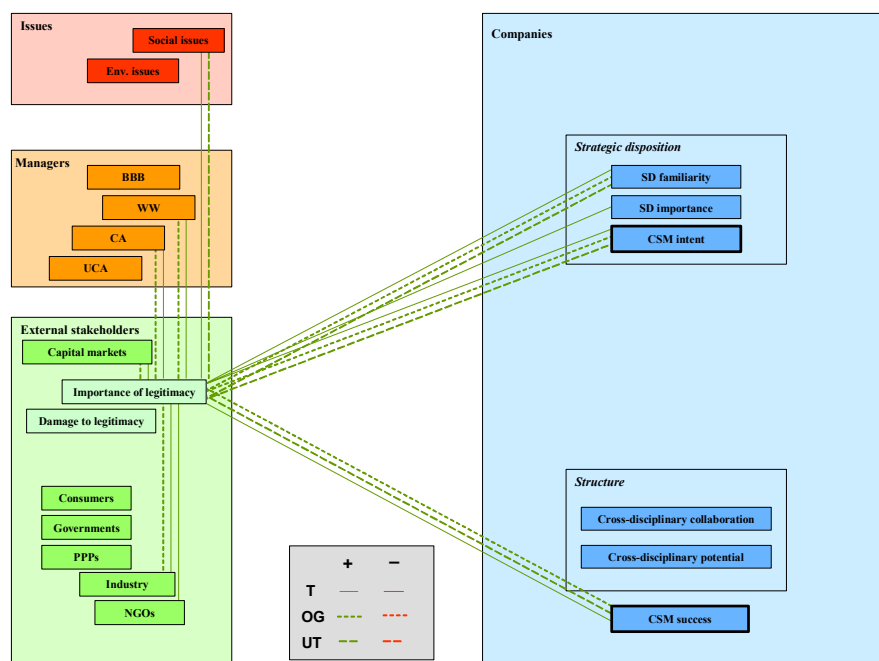 Issues
Social issues
Env. issues
Managers
BBB
WW
CA
UCA
External stakeholders
Capital markets
Importance of legitimacy
Damage to legitimacy
Consumers
Governments
PPPs
Industry
NGOs
+ −
T
OG
UT
Companies
Strategic disposition
SD familiarity
SD importance
CSM intent
Structure
Cross-disciplinary collaboration
Cross-disciplinary potential
CSM success